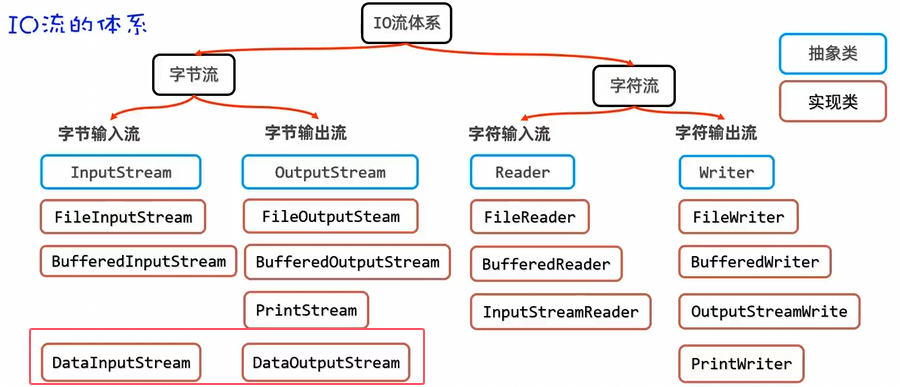 IO流的体系
IO流体系
抽象类
实现类
字节流
字符流
字节输入流
字节输出流
字符输入流
字符输出流
InputStream
OutputStream
Reader
Writer
FileInputStream
FileOutputSteam
FileReader
FileWriter
BufferedInputStream
BufferedOutputStream
BufferedReader
BufferedWriter
PrintStream
InputStreamReader
OutputStreamWrite
DataInputStream
DataOutputStream
PrintWriter